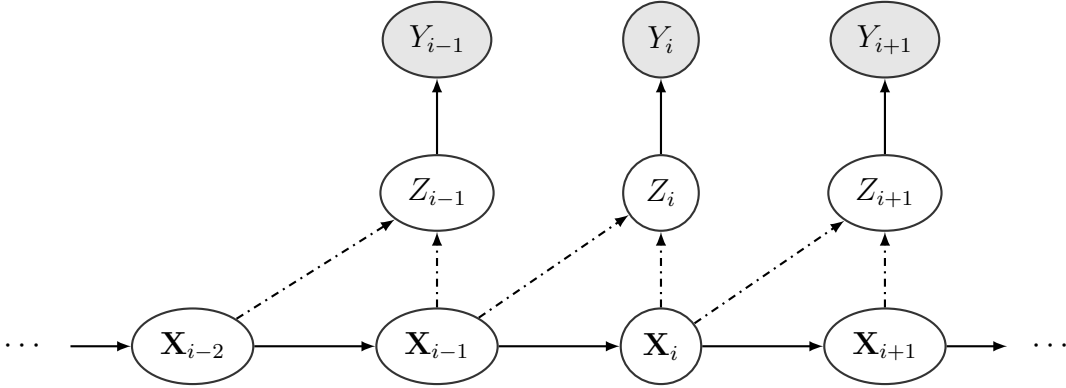 Y_{i−1} Y_i Y_{i+1}
Z_{i−1} Z_i Z_{i+1}
··· X_{i−2} X_{i−1} X_i X_{i+1} ···